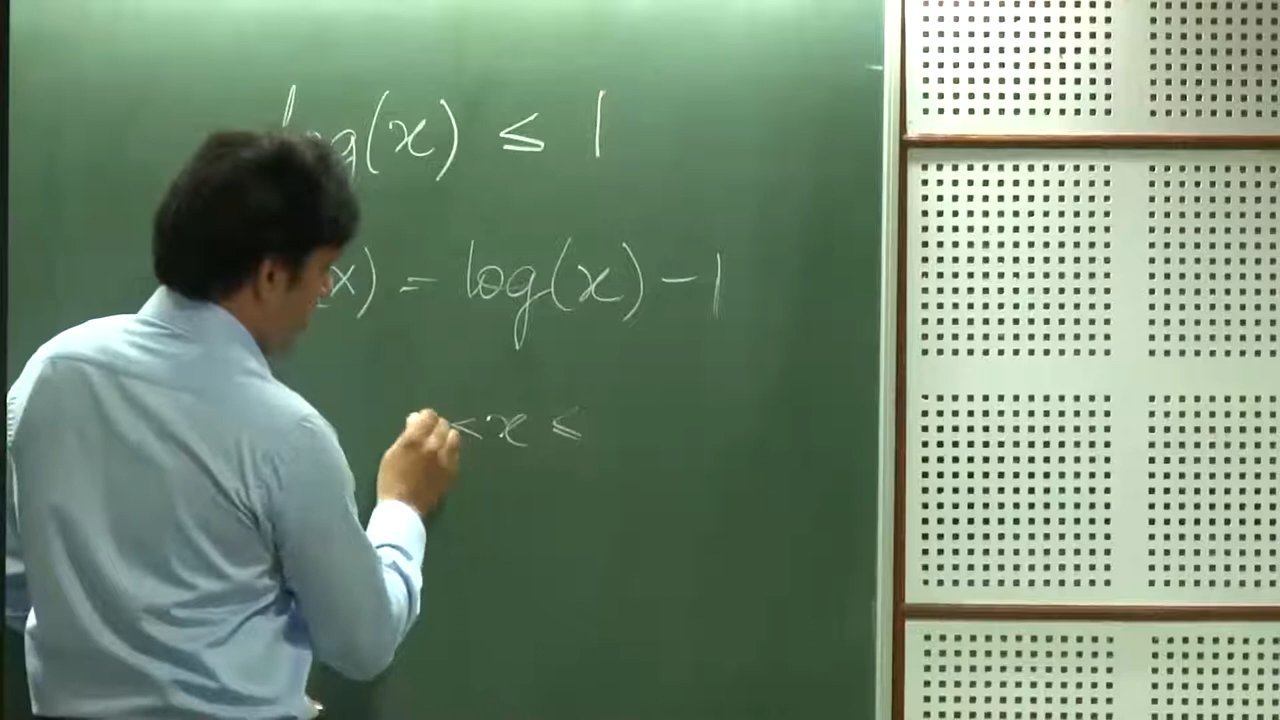 log(x) ≤ 1
x) = log(x) - 1
< x ≤